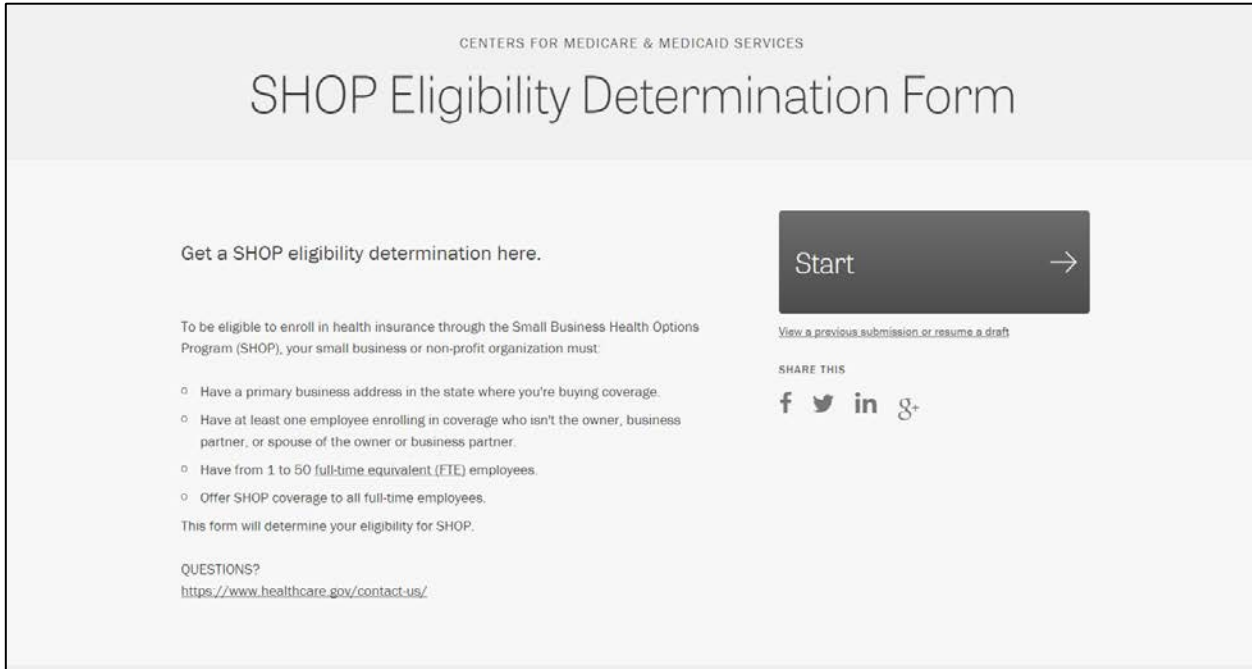 CENTERS FOR MEDICARE & MEDICAID SERVICES
SHOP Eligibility Determination Form
Get a SHOP eligibility determination here.
To be eligible to enroll in health insurance through the Small Business Health Options
Program (SHOP), your small business or non-profit organization must:
Have a primary business address in the state where you're buying coverage.
Have at least one employee enrolling in coverage who isn't the owner, business
partner, or spouse of the owner or business partner.
Have from 1 to 50 full-time equivalent (FTE) employees.
Offer SHOP coverage to all full-time employees.
This form will determine your eligibility for SHOP.
QUESTIONS?
https://www.healthcare.gov/contact-us/
Start
View a previous submission or resume a draft
SHARE THIS
f in g+